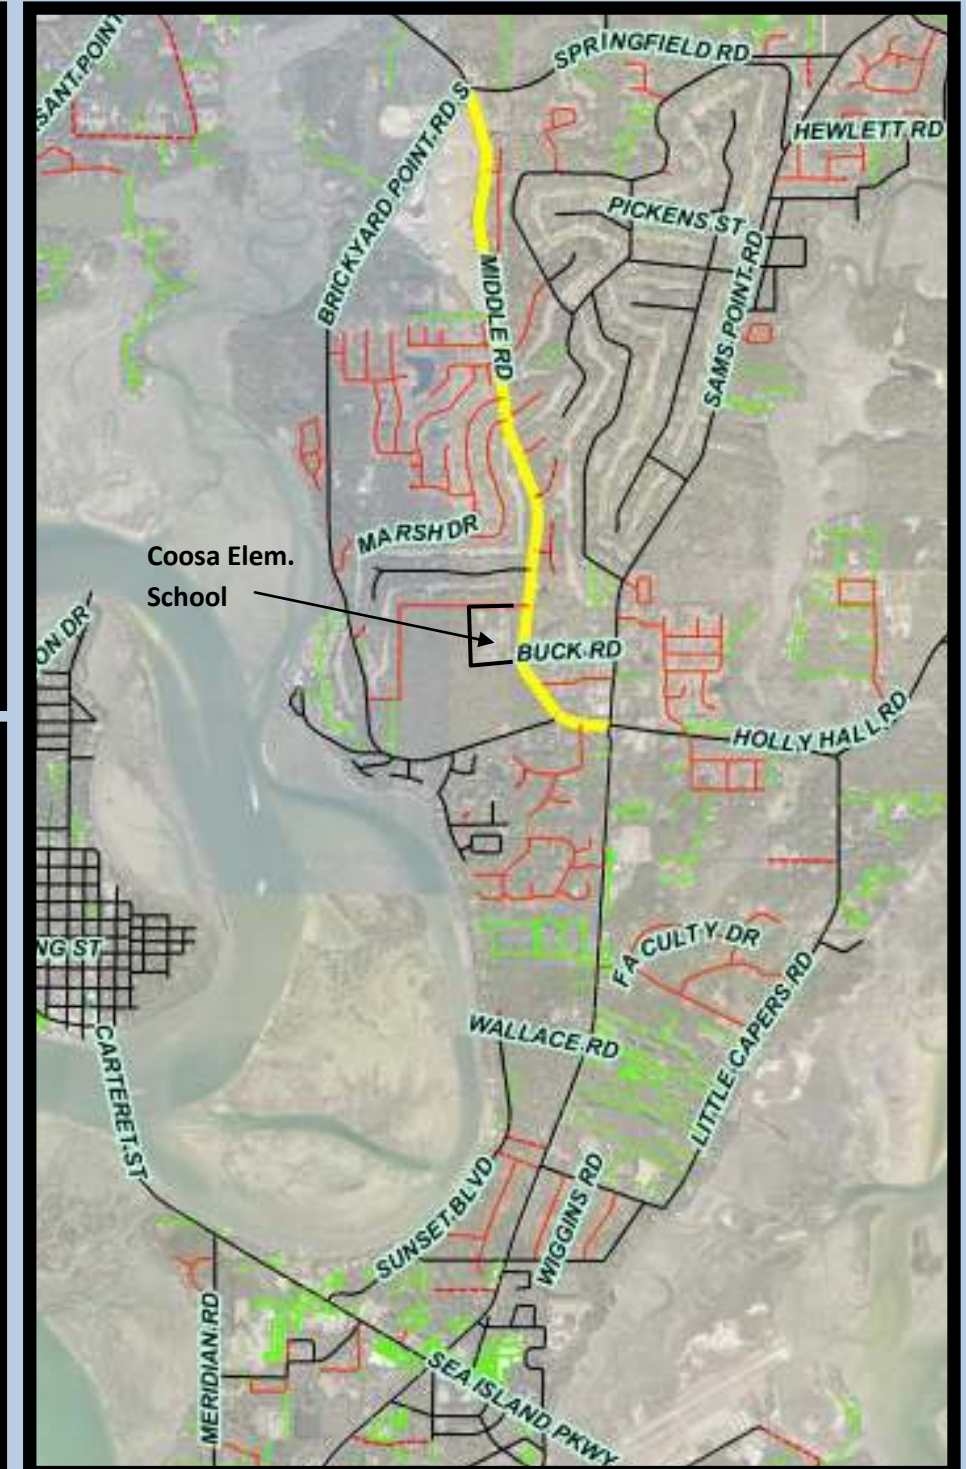 SPRINGFIELD RD
SANT POINT
BRICKYARD POINT RD S
HEWLETT RD
PICKENS ST
MIDDLE RD
SAMS POINT RD
MARSH DR
Coosa Elem.
School
ON DR
BUCK RD
HOLLY HALL RD
FACULTY DR
NG ST
WALLACE RD
LITTLE CAPERS RD
CARTERET ST
SUNSET BLVD
WIGGINS RD
MERIDIAN RD
SEA ISLAND PKWY